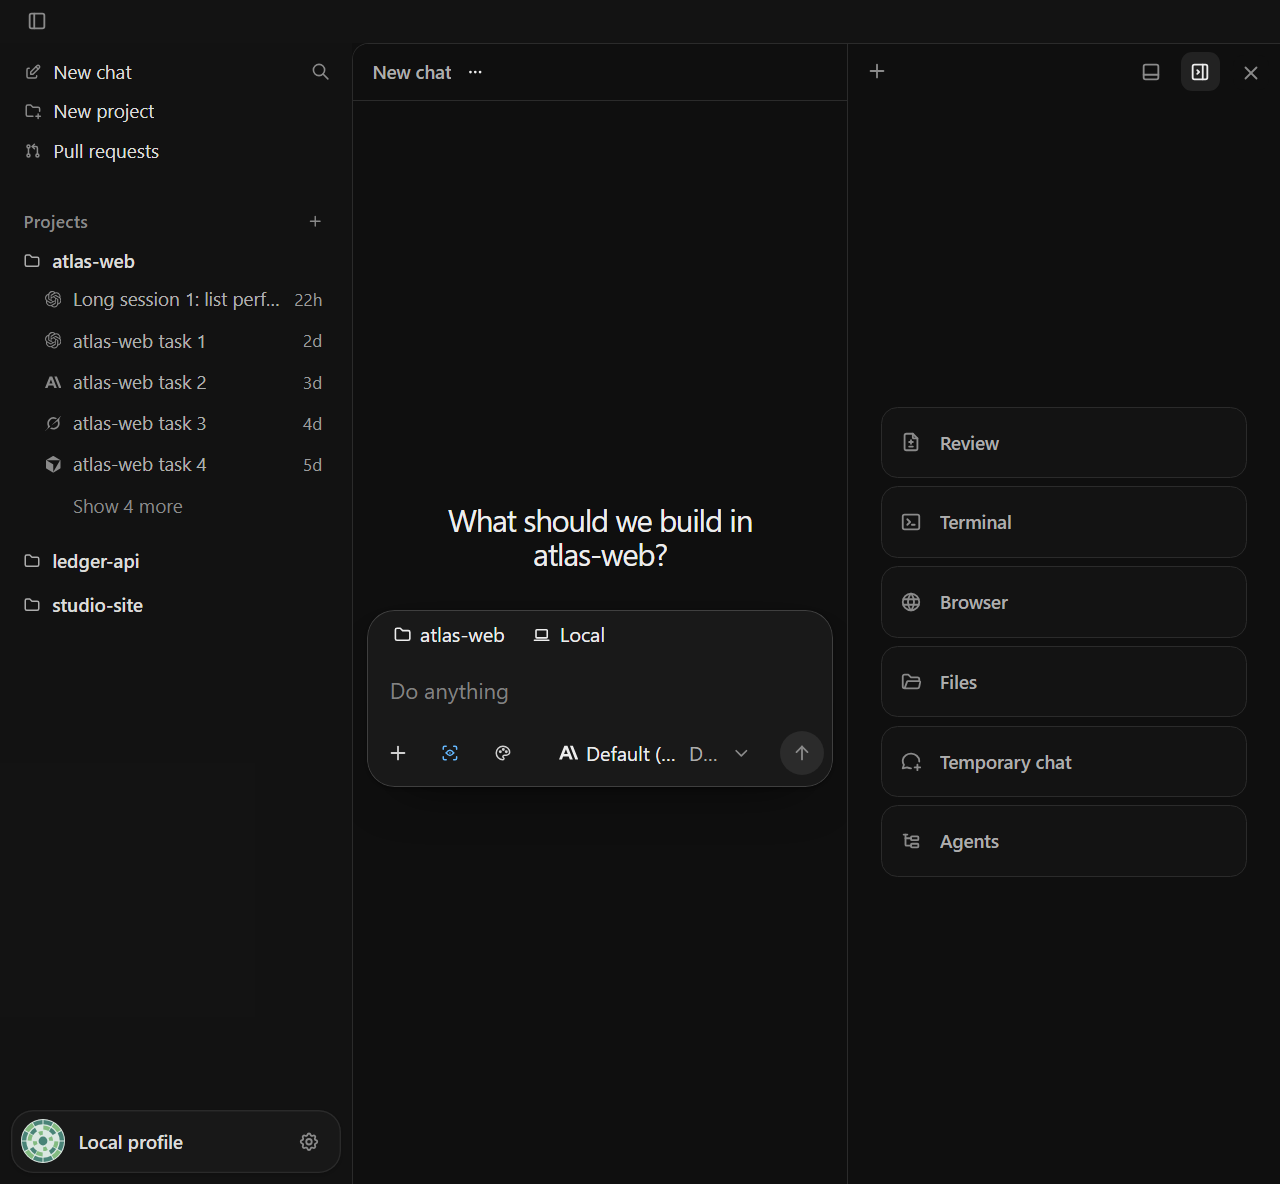 New chat
New project
Pull requests
Projects
atlas-web
Long session 1: list perf... 22h
atlas-web task 1 2d
atlas-web task 2 3d
atlas-web task 3 4d
atlas-web task 4 5d
Show 4 more
ledger-api
studio-site
Local profile
New chat
What should we build in
atlas-web?
atlas-web Local
Do anything
Default (... D...
Review
Terminal
Browser
Files
Temporary chat
Agents